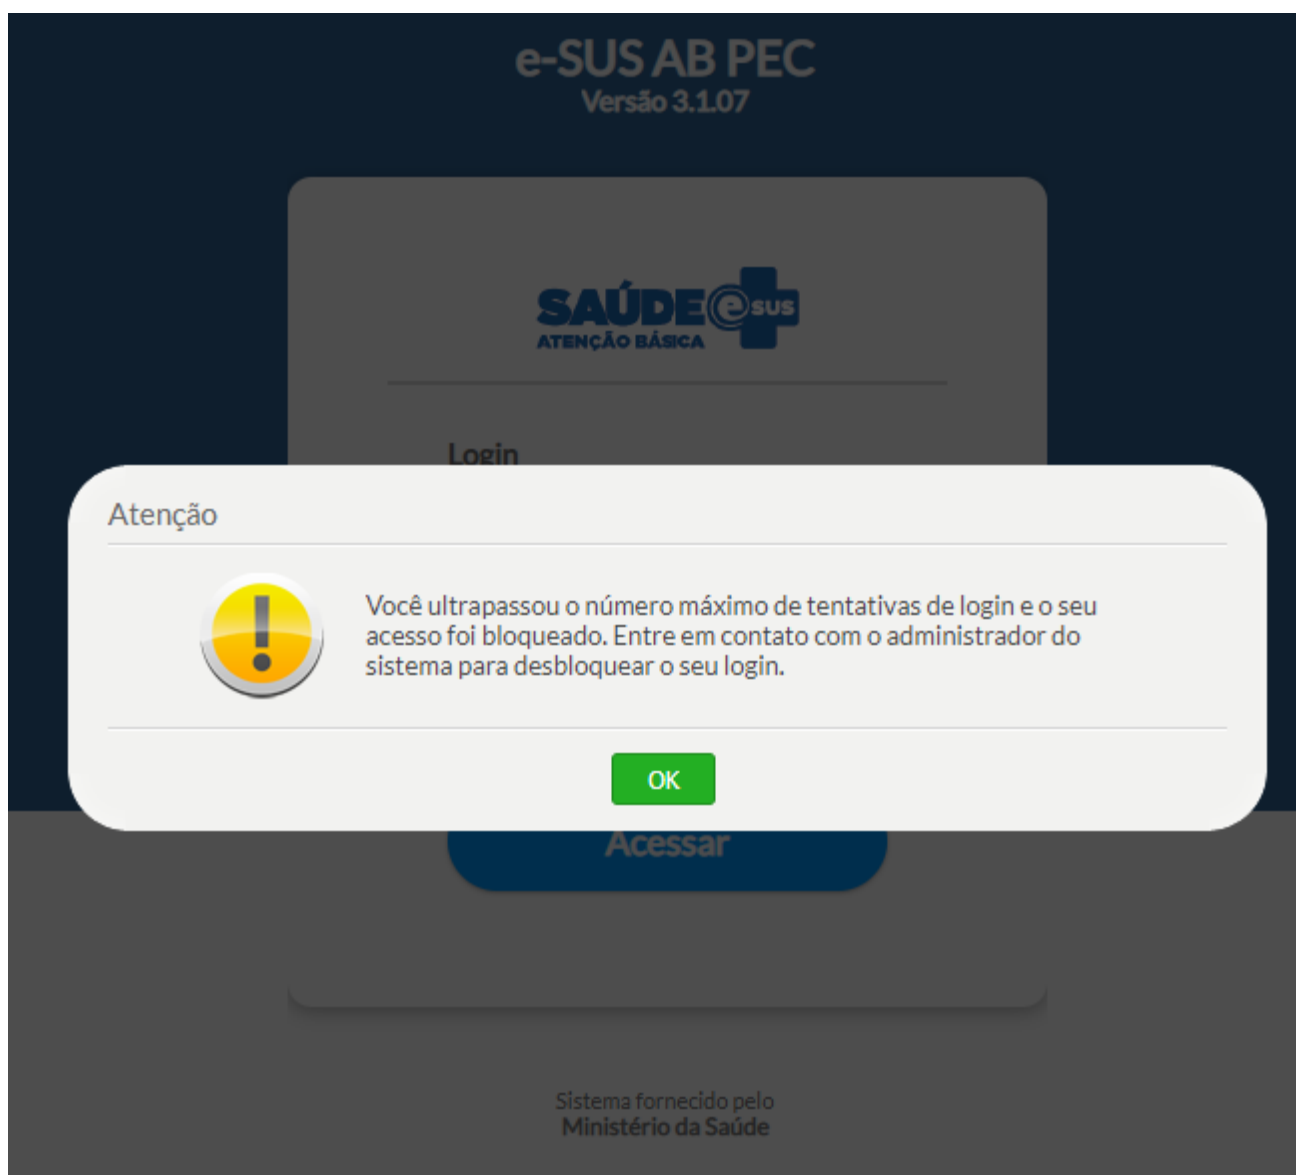 e-SUS AB PEC
Versão 3.1.07
SAÚDE e SUS
ATENÇÃO BÁSICA
Login
Atenção
Você ultrapassou o número máximo de tentativas de login e o seu
acesso foi bloqueado. Entre em contato com o administrador do
sistema para desbloquear o seu login.
OK
Acessar
Sistema fornecido pelo
Ministério da Saúde